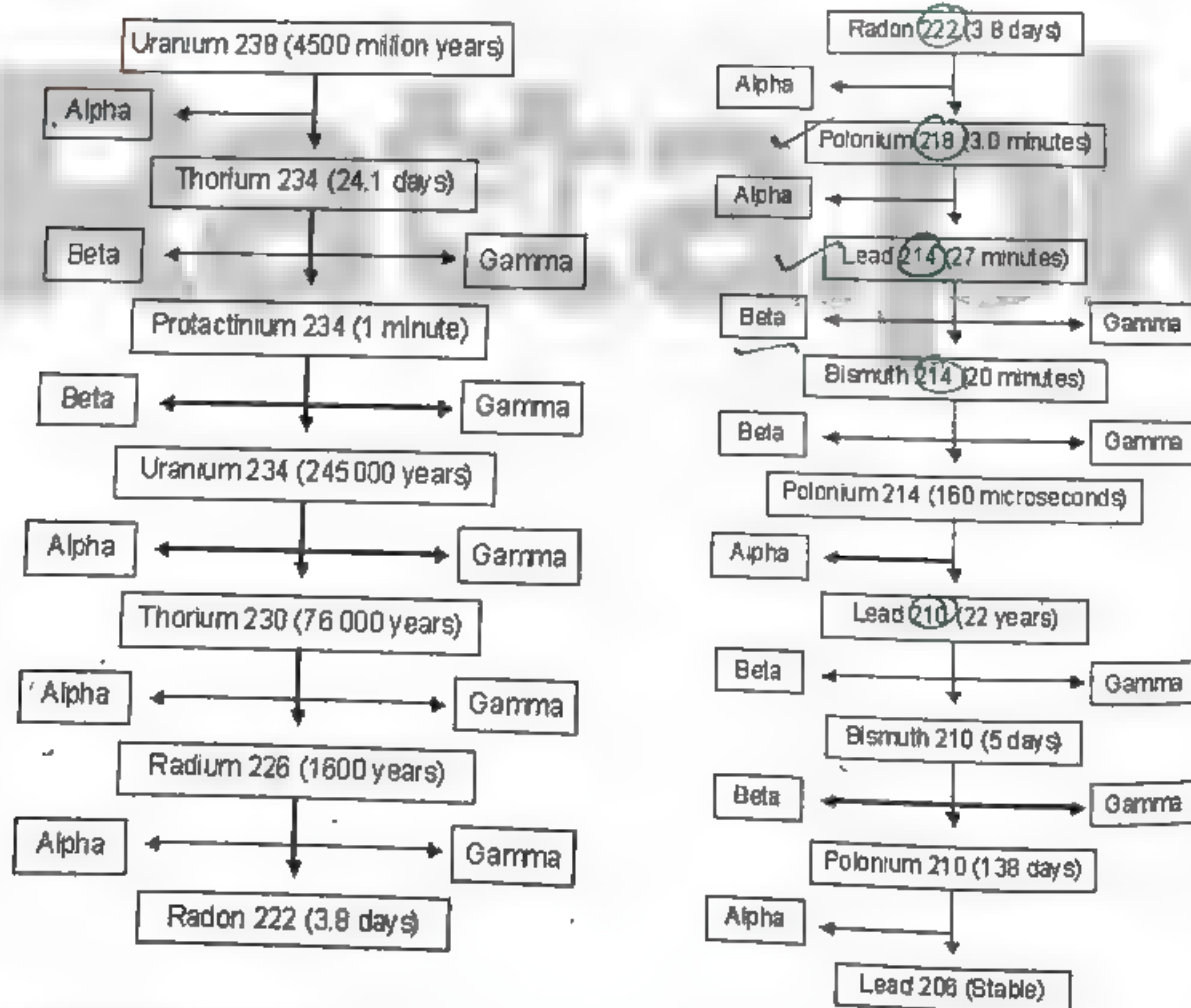 Uranium 238 (4500 million years)
Alpha
Thorium 234 (24.1 days)
Beta
Gamma
Protactinium 234 (1 minute)
Beta
Gamma
Uranium 234 (245 000 years)
Alpha
Gamma
Thorium 230 (76 000 years)
Alpha
Gamma
Radium 226 (1600 years)
Alpha
Gamma
Radon 222 (3.8 days)
Radon 222 (3 8 days)
Alpha
Polonium 218 (3.0 minutes)
Alpha
Lead 214 (27 minutes)
Beta
Gamma
Bismuth 214 (20 minutes)
Beta
Gamma
Polonium 214 (160 microseconds)
Alpha
Lead 210 (22 years)
Beta
Gamma
Bismuth 210 (5 days)
Beta
Gamma
Polonium 210 (138 days)
Alpha
Lead 206 (Stable)